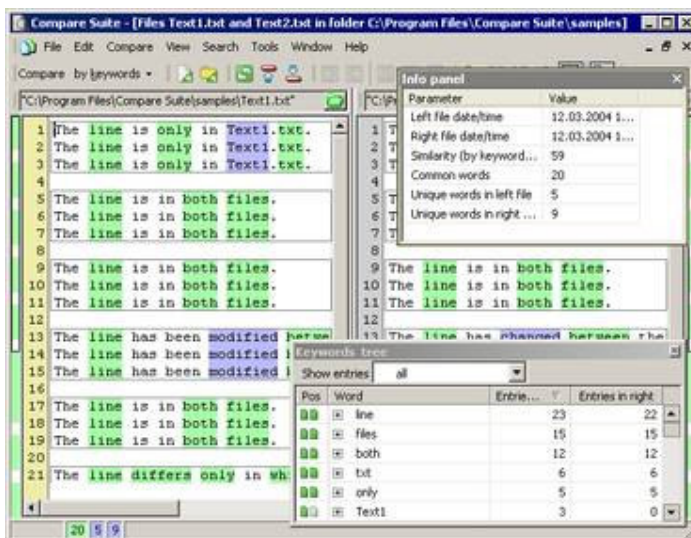 Compare Suite - [Files Text1.txt and Text2.txt in folder C:\Program Files\Compare Suite\samples]
File Edit Compare View Search Tools Window Help
Compare by keywords
"C:\Program Files\Compare Suite\samples\Text1.txt"
"C:\P
1 The line is only in Text1.txt.
2 The line is only in Text1.txt.
3 The line is only in Text1.txt.
4
5 The line is in both files.
6 The line is in both files.
7 The line is in both files.
8
9 The line is in both files.
10 The line is in both files.
11 The line is in both files.
12
13 The line has been modified betwe
14 The line has been modified
15 The line has been modified
16
17 The line is in both files.
18 The line is in both files.
19 The line is in both files.
20
21 The line differs only in wh
20 5 9
1 T
2 T
3 T
4
5 T
6 T
7 T
8
9 The line is in both files.
10 The line is in both files.
11 The line is in both files.
12
13 The line has changed between the
Info panel
Parameter Value
Left file date/time 12.03.2004 1...
Right file date/time 12.03.2004 1...
Similarity (by keyword... 59
Common words 20
Unique words in left file 5
Unique words in right ... 9
Keywords tree
Show entries all
Pos Word Entrie... Entries in right
line 23 22
files 15 15
both 12 12
txt 6 6
only 5 5
Text1 3 0